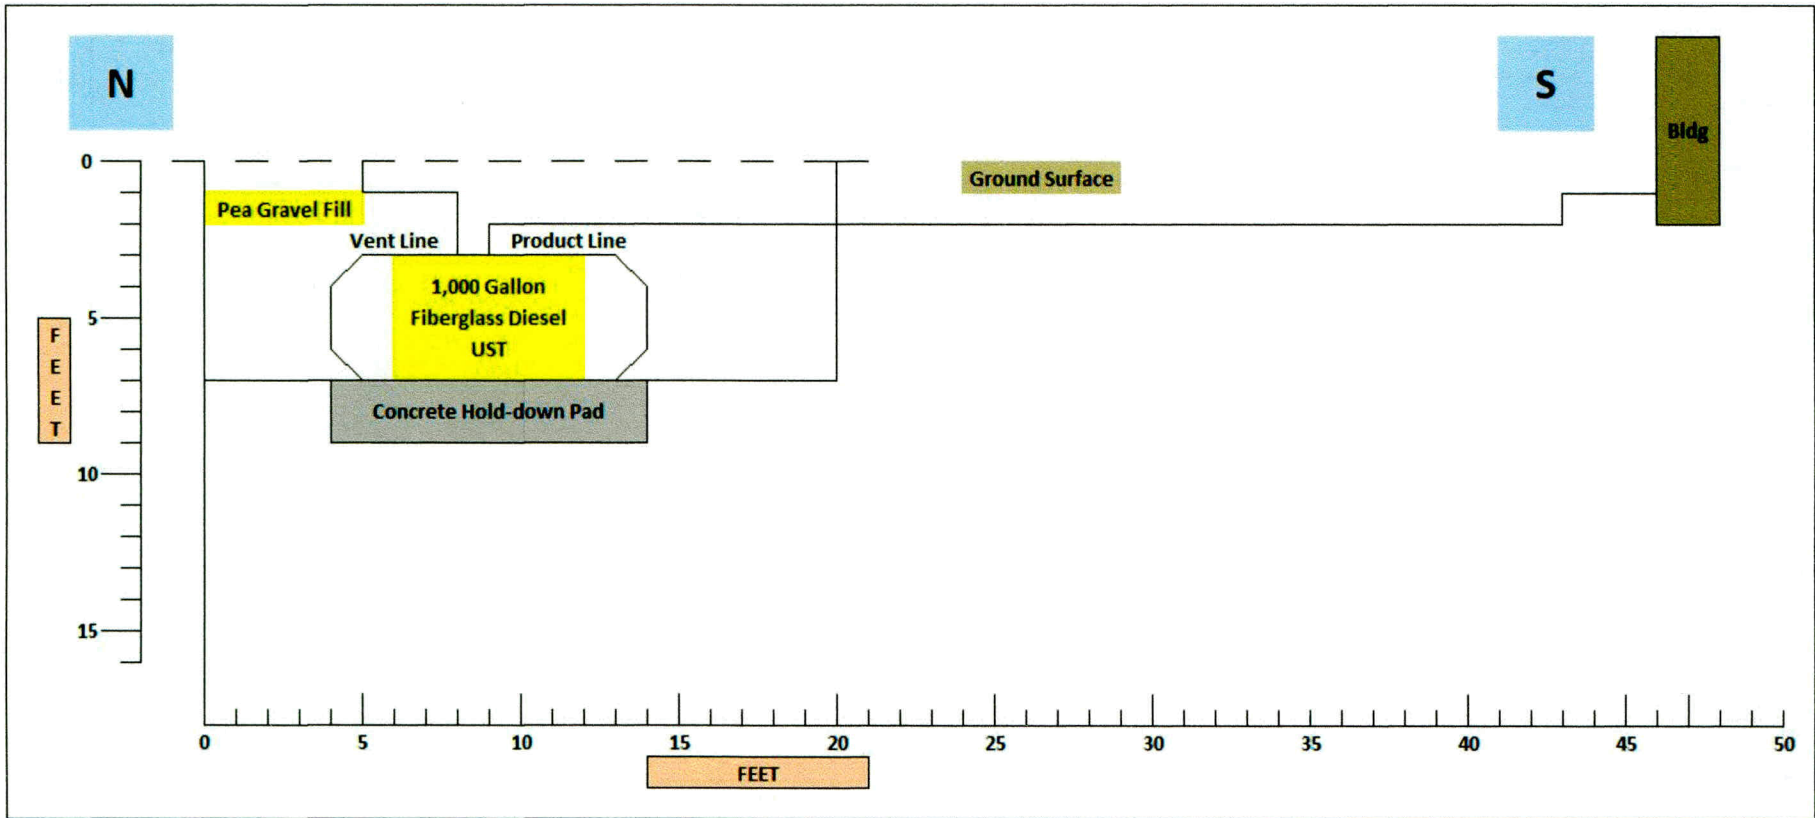 N
S
Bldg
0
Ground Surface
Pea Gravel Fill
Vent Line
Product Line
1,000 Gallon
Fiberglass Diesel
UST
5
F
E
E
T
Concrete Hold-down Pad
10
15
0
5
10
15
20
25
30
35
40
45
50
FEET